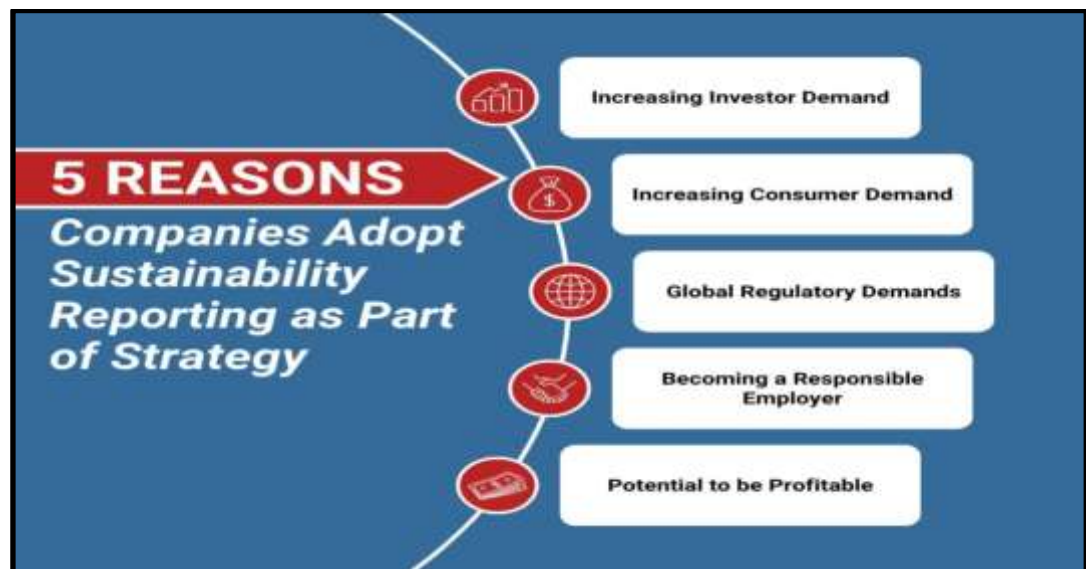 5 REASONS
Companies Adopt
Sustainability
Reporting as Part
of Strategy
Increasing Investor Demand
$
Increasing Consumer Demand
Global Regulatory Demands
Becoming a Responsible
Employer
Potential to be Profitable